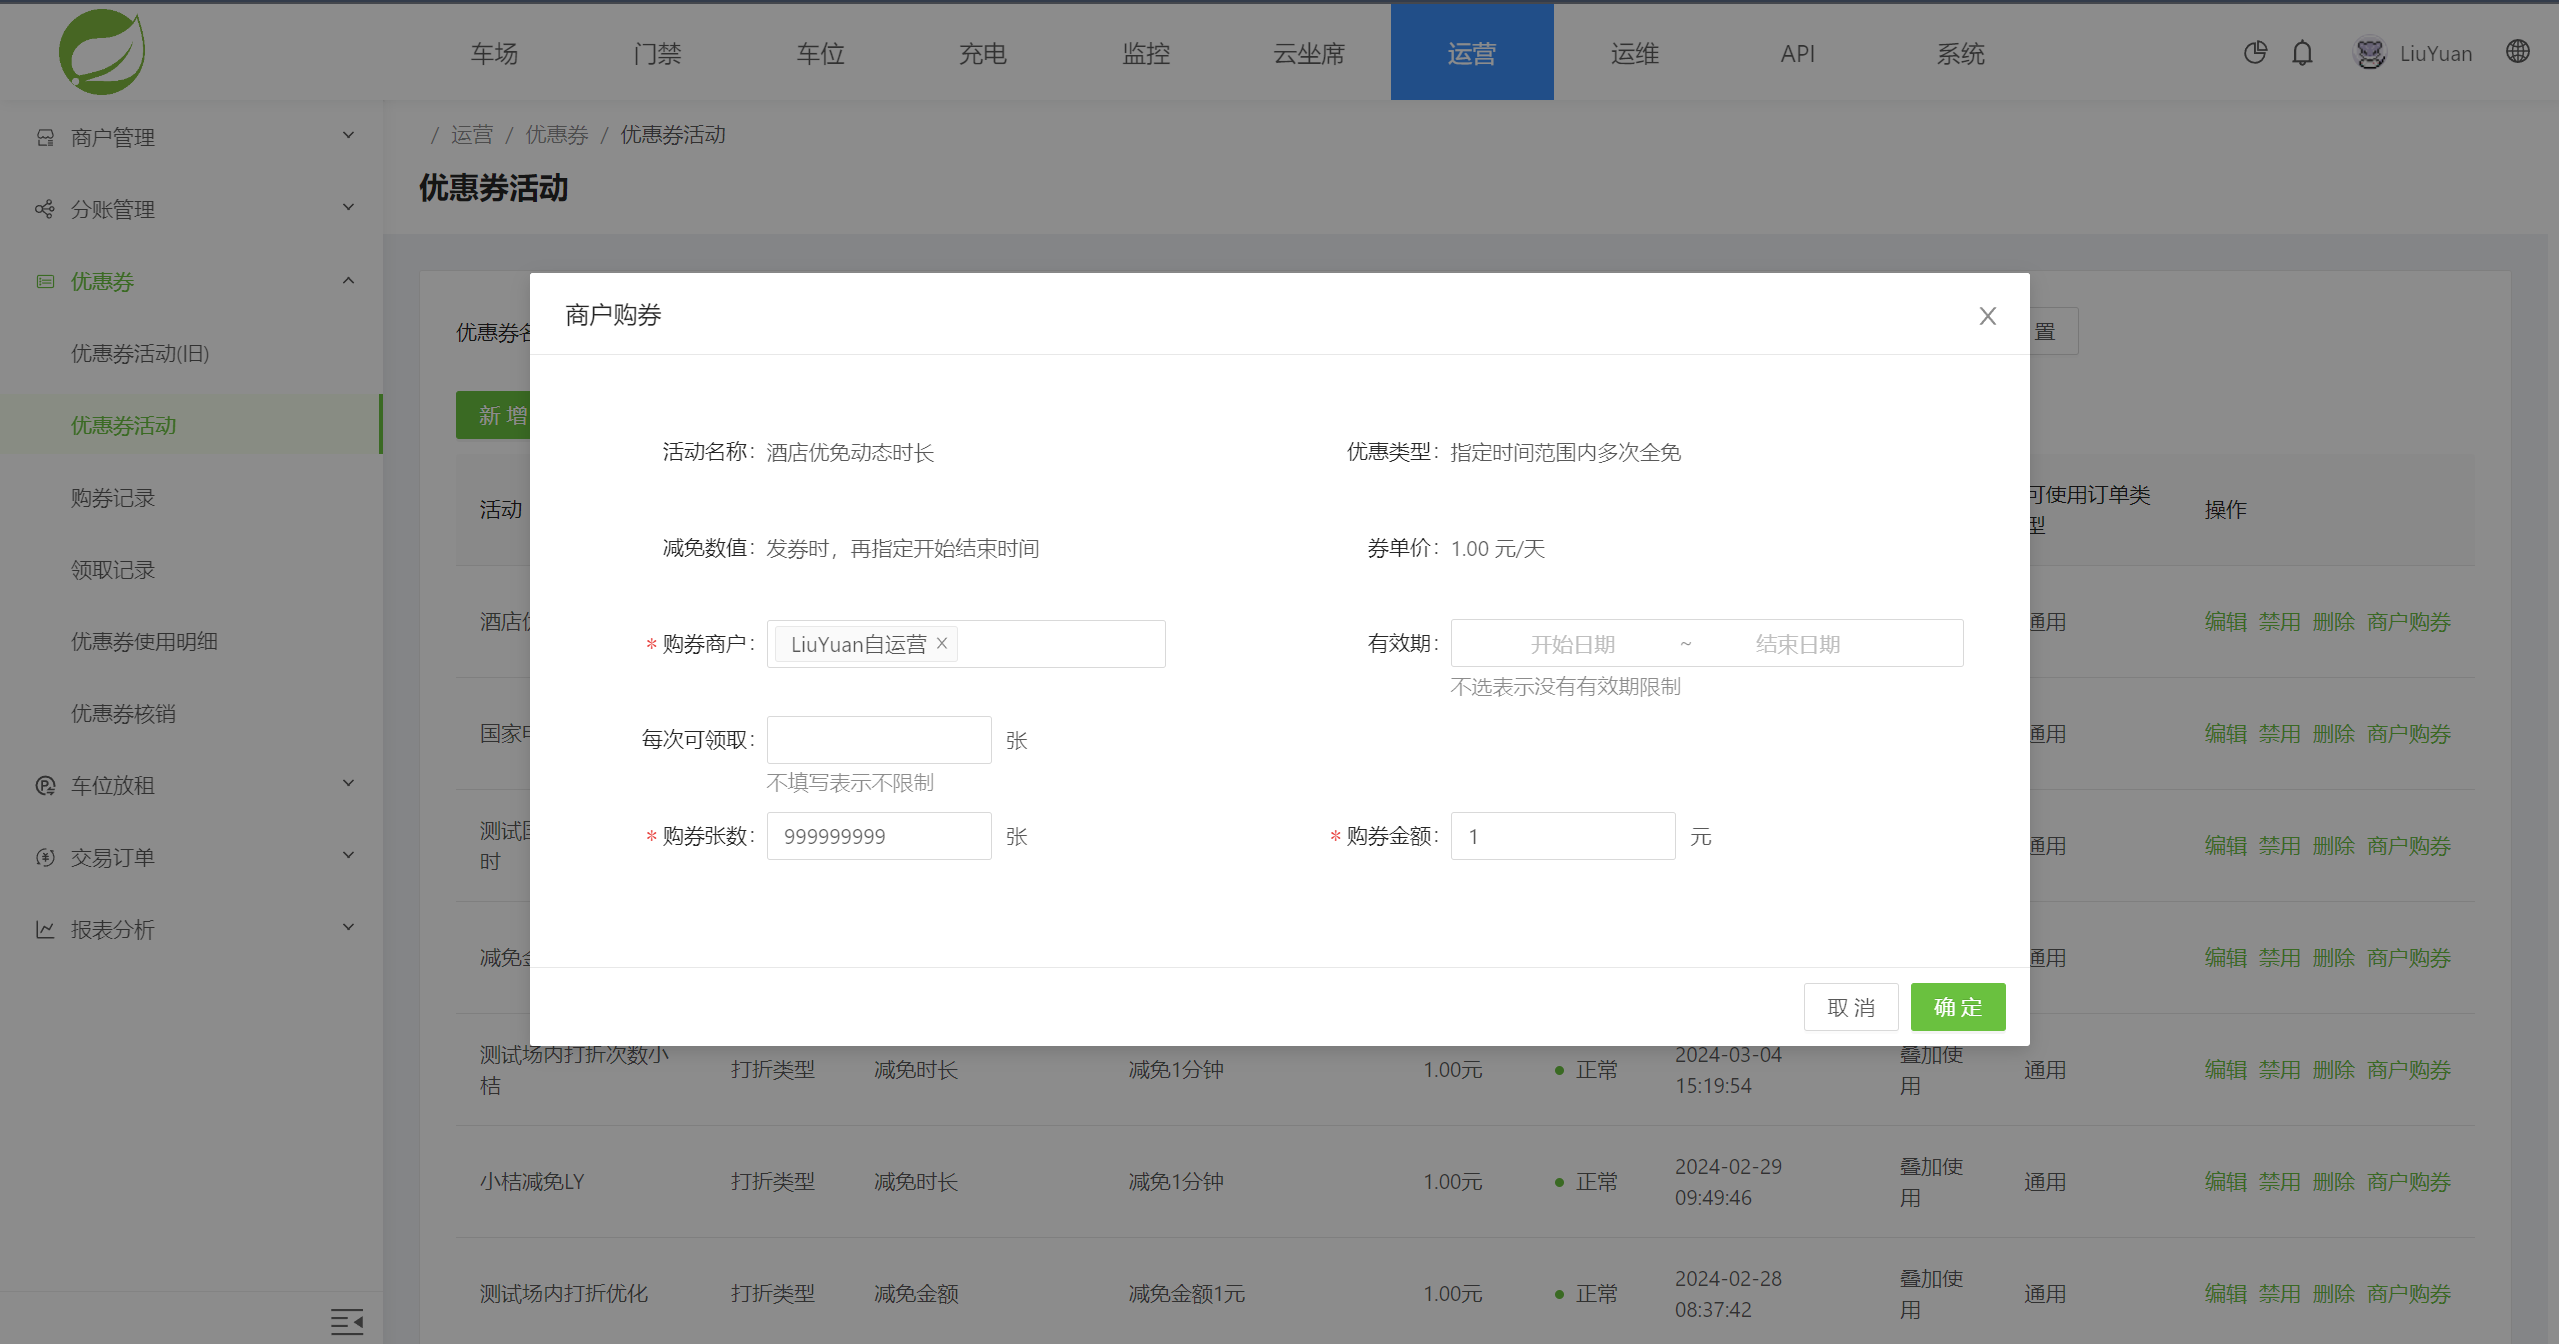 车场 门禁 车位 充电 监控 云坐席 运营 运维 API 系统 LiuYuan
商户管理
分账管理
优惠券
优惠券活动(旧)
优惠券活动
购券记录
领取记录
优惠券使用明细
优惠券核销
车位放租
交易订单
报表分析
/ 运营 / 优惠券 / 优惠券活动
优惠券活动
优惠券
置
新 增
活动
可使用订单类
型
操作
酒店
通用 编辑 禁用 删除 商户购券
国家
通用 编辑 禁用 删除 商户购券
测试
时
通用 编辑 禁用 删除 商户购券
减免
通用 编辑 禁用 删除 商户购券
商户购券
活动名称: 酒店优免动态时长
优惠类型: 指定时间范围内多次全免
减免数值: 发券时，再指定开始结束时间
券单价: 1.00 元/天
* 购券商户: LiuYuan自运营
有效期: 开始日期 ~ 结束日期
不选表示没有有效期限制
每次可领取: 张
不填写表示不限制
* 购券张数: 999999999 张
* 购券金额: 1 元
取 消 确 定
测试场内打折次数小
桔
打折类型 减免时长 减免1分钟 1.00元 正常
2024-03-04
15:19:54
叠加使
用
通用 编辑 禁用 删除 商户购券
小桔减免LY 打折类型 减免时长 减免1分钟 1.00元 正常
2024-02-29
09:49:46
叠加使
用
通用 编辑 禁用 删除 商户购券
测试场内打折优化 打折类型 减免金额 减免金额1元 1.00元 正常
2024-02-28
08:37:42
叠加使
用
通用 编辑 禁用 删除 商户购券